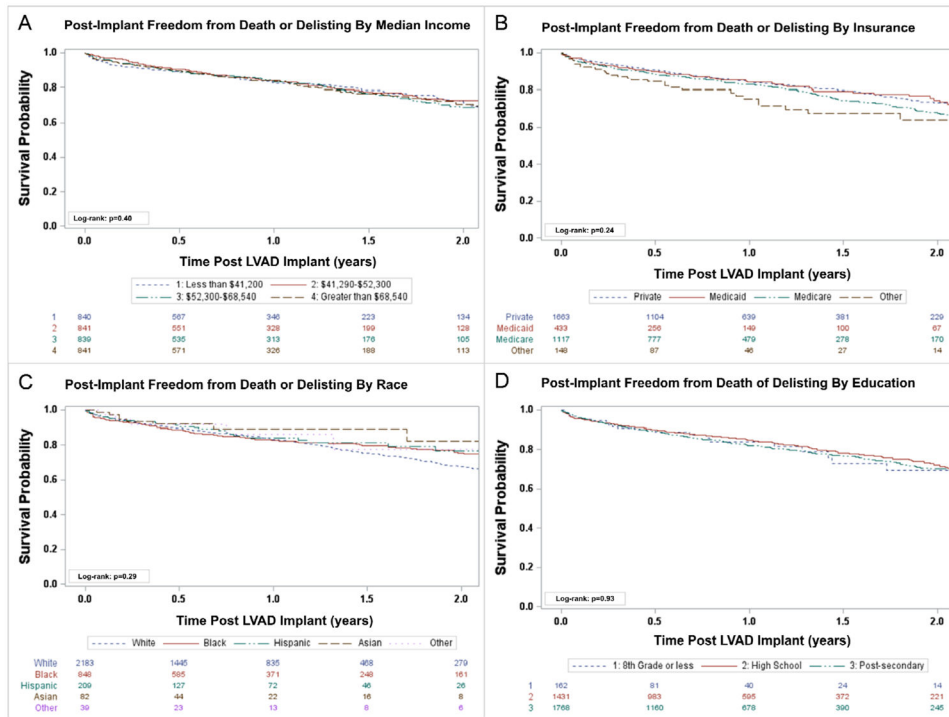 A Post-Implant Freedom from Death or Delisting By Median Income
Survival Probability
1.0
0.8
0.6
0.4
0.2
0.0
Log-rank: p=0.40
0.0 0.5 1.0 1.5 2.0
Time Post LVAD Implant (years)
1: Less than $41,200 2: $41,290-$52,300
3: $52,300-$68,540 4: Greater than $68,540
1 840 567 346 223 134
2 841 551 328 199 128
3 839 535 313 176 105
4 841 571 326 188 113
B Post-Implant Freedom from Death or Delisting By Insurance
Survival Probability
1.0
0.8
0.6
0.4
0.2
0.0
Log-rank: p=0.24
0.0 0.5 1.0 1.5 2.0
Time Post LVAD Implant (years)
Private Medicaid Medicare Other
Private 1663 1104 639 381 229
Medicaid 433 256 149 100 67
Medicare 1117 777 479 278 170
Other 148 87 46 27 14
C Post-Implant Freedom from Death or Delisting By Race
Survival Probability
1.0
0.8
0.6
0.4
0.2
0.0
Log-rank: p=0.29
0.0 0.5 1.0 1.5 2.0
Time Post LVAD Implant (years)
White Black Hispanic Asian Other
White 2183 1445 835 468 279
Black 848 585 371 248 161
Hispanic 209 127 72 46 26
Asian 82 44 22 16 8
Other 39 23 13 8 6
D Post-Implant Freedom from Death of Delisting By Education
Survival Probability
1.0
0.8
0.6
0.4
0.2
0.0
Log-rank: p=0.93
0.0 0.5 1.0 1.5 2.0
Time Post LVAD Implant (years)
1: 8th Grade or less 2: High School 3: Post-secondary
1 162 81 40 24 14
2 1431 983 595 372 221
3 1768 1160 678 390 246